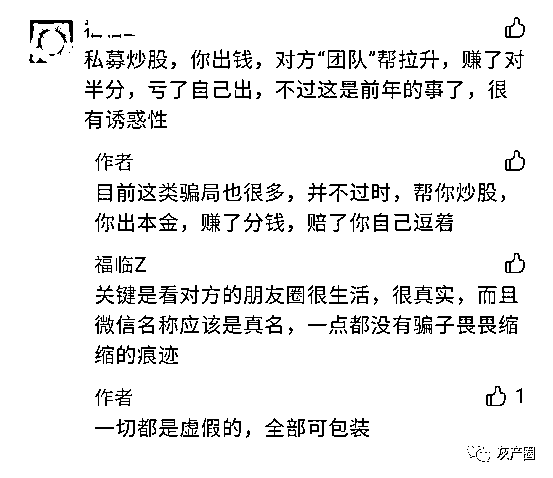 私募炒股，你出钱，对方“团队”帮拉升，赚了对
半分，亏了自己出，不过这是前年的事了，很
有诱惑性
作者
目前这类骗局也很多，并不过时，帮你炒股，
你出本金，赚了分钱，赔了你自己逗着
福临Z
关键是看对方的朋友圈很生活，很真实，而且
微信名称应该是真名，一点都没有骗子畏畏缩
缩的痕迹
作者
1
一切都是虚假的，全部可包装
灰产圈